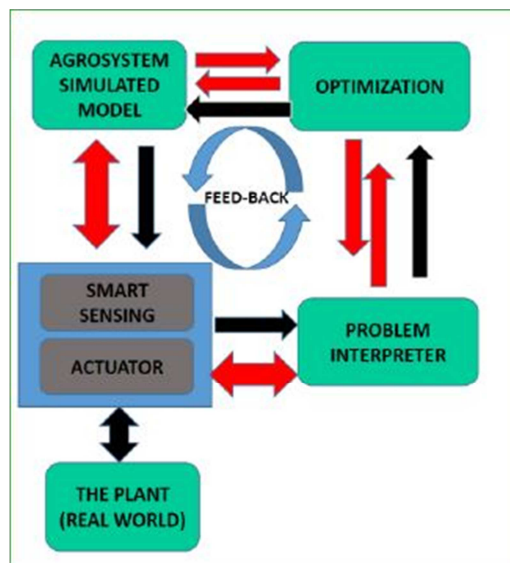 AGROSYSTEM
SIMULATED
MODEL
OPTIMIZATION
FEED-BACK
SMART
SENSING
ACTUATOR
PROBLEM
INTERPRETER
THE PLANT
(REAL WORLD)